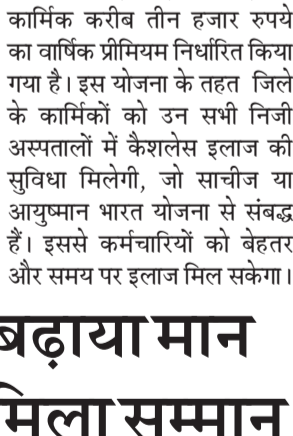 कार्मिक करीब तीन हजार रुपये
का वार्षिक प्रीमियम निर्धारित किया
गया है। इस योजना के तहत जिले
के कार्मिकों को उन सभी निजी
अस्पतालों में कैशलेस इलाज की
सुविधा मिलेगी, जो साचीज या
आयुष्मान भारत योजना से संबद्ध
हैं। इससे कर्मचारियों को बेहतर
और समय पर इलाज मिल सकेगा।
बढ़ाया मान
मिला सम्मान